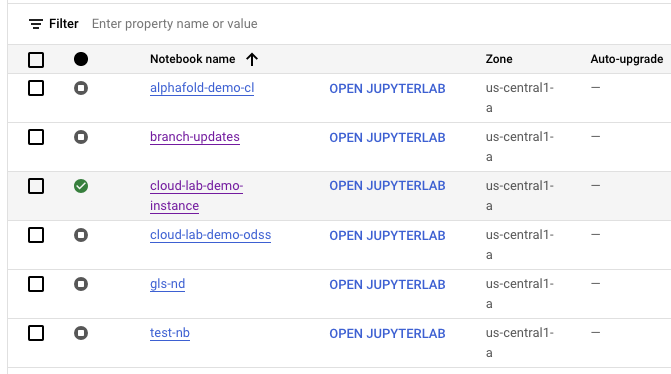 Filter Enter property name or value
Notebook name Zone Auto-upgrade
alphafold-demo-cl OPEN JUPYTERLAB us-central1- —
a
branch-updates OPEN JUPYTERLAB us-central1- —
a
cloud-lab-demo- OPEN JUPYTERLAB us-central1- —
instance a
cloud-lab-demo-odss OPEN JUPYTERLAB us-central1- —
a
gls-nd OPEN JUPYTERLAB us-central1- —
a
test-nb OPEN JUPYTERLAB us-central1- —
a